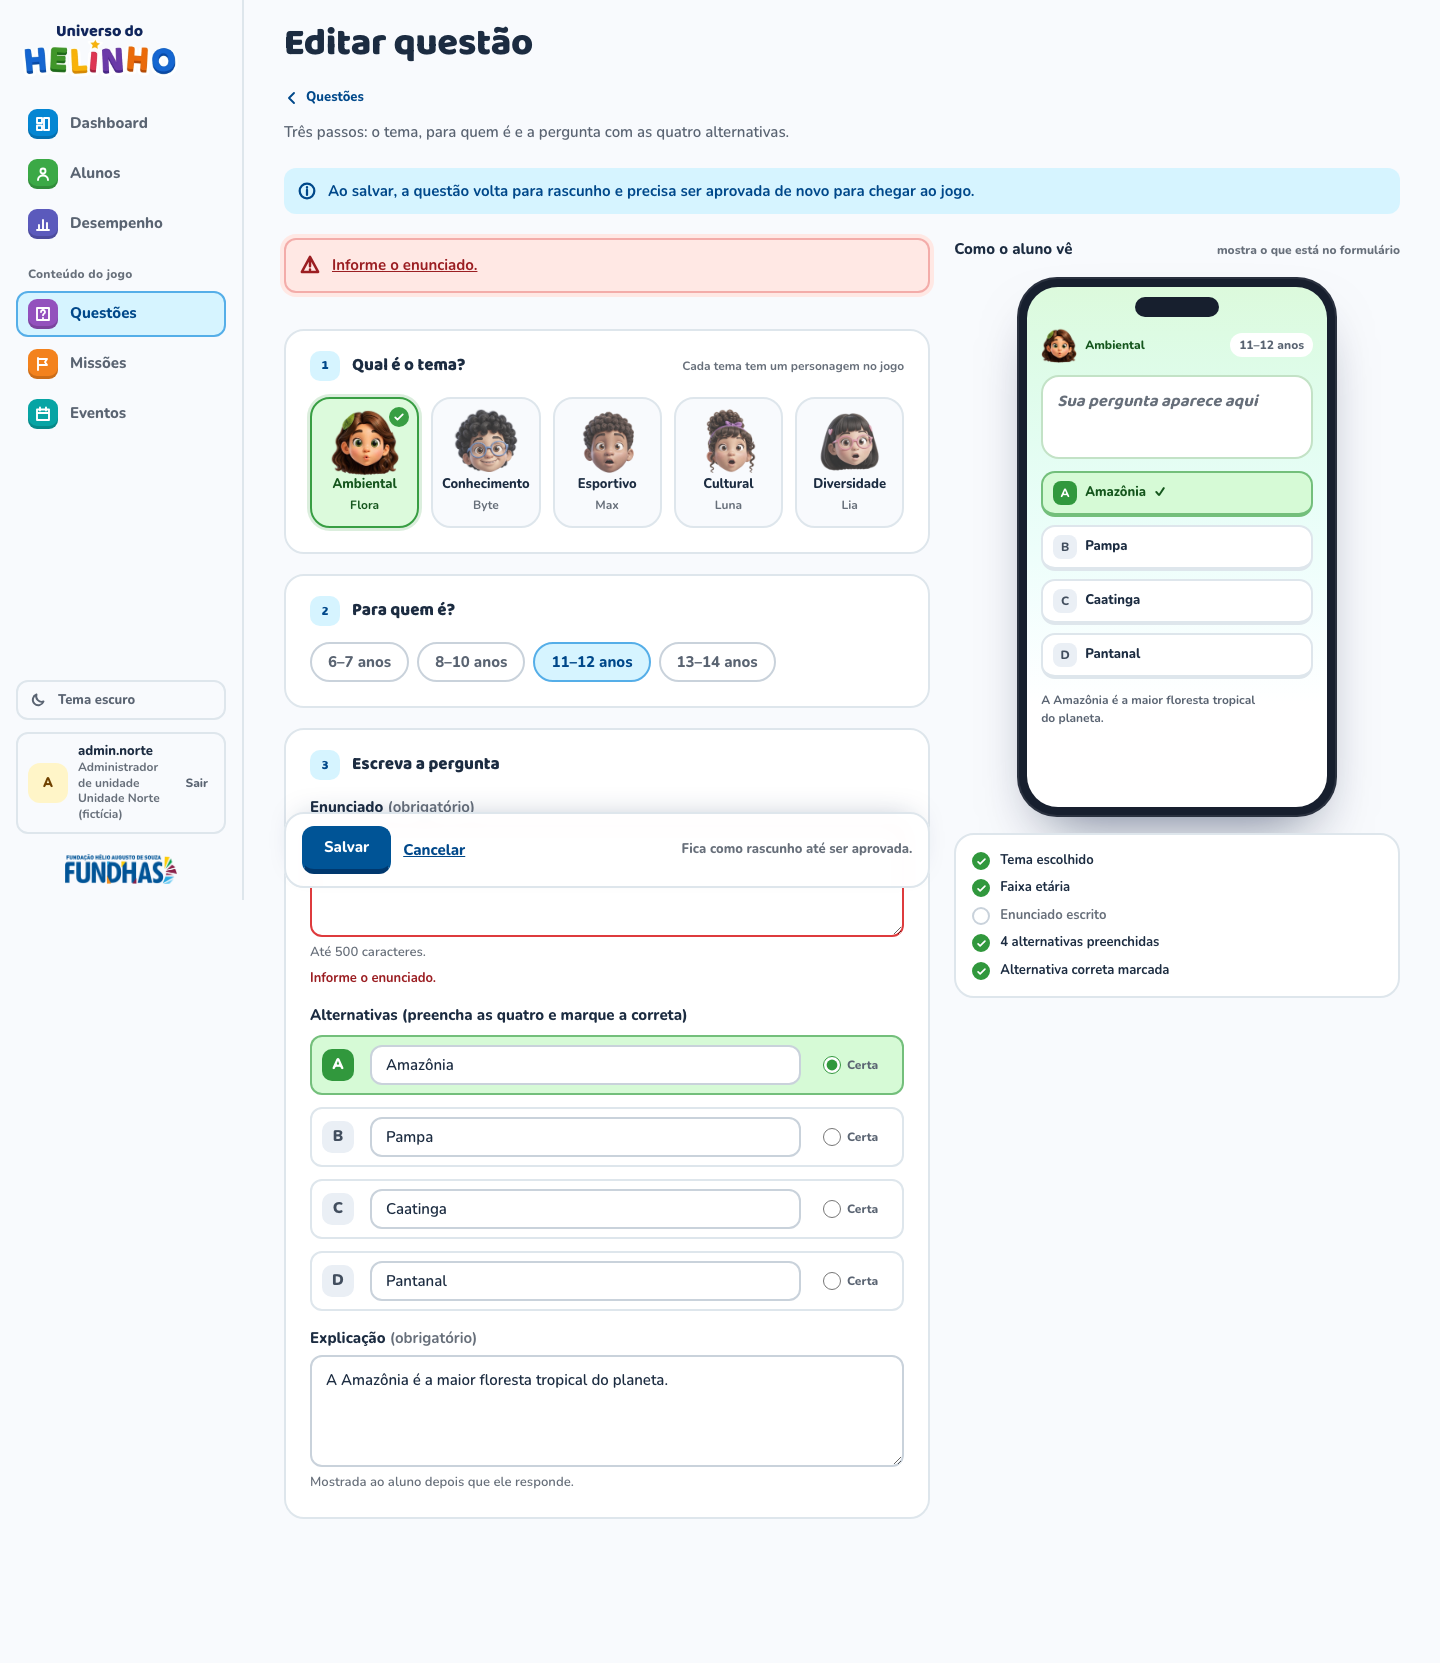 Universo do
HELINHO
Dashboard
Alunos
Desempenho
Conteúdo do jogo
Questões
Missões
Eventos
Tema escuro
A
admin.norte
Administrador
de unidade
Unidade Norte
(fictícia)
Sair
FUNDAÇÃO HÉLIO AUGUSTO DE SOUZA
FUNDHAS
Editar questão
Questões
Três passos: o tema, para quem é e a pergunta com as quatro alternativas.
Ao salvar, a questão volta para rascunho e precisa ser aprovada de novo para chegar ao jogo.
Informe o enunciado.
1 Qual é o tema? Cada tema tem um personagem no jogo
Ambiental
Flora
Conhecimento
Byte
Esportivo
Max
Cultural
Luna
Diversidade
Lia
2 Para quem é?
6–7 anos 8–10 anos 11–12 anos 13–14 anos
3 Escreva a pergunta
Enunciado (obrigatório)
Salvar Cancelar Fica como rascunho até ser aprovada.
Até 500 caracteres.
Informe o enunciado.
Alternativas (preencha as quatro e marque a correta)
A Amazônia Certa
B Pampa Certa
C Caatinga Certa
D Pantanal Certa
Explicação (obrigatório)
A Amazônia é a maior floresta tropical do planeta.
Mostrada ao aluno depois que ele responde.
Como o aluno vê mostra o que está no formulário
Ambiental 11–12 anos
Sua pergunta aparece aqui
A Amazônia
B Pampa
C Caatinga
D Pantanal
A Amazônia é a maior floresta tropical
do planeta.
Tema escolhido
Faixa etária
Enunciado escrito
4 alternativas preenchidas
Alternativa correta marcada